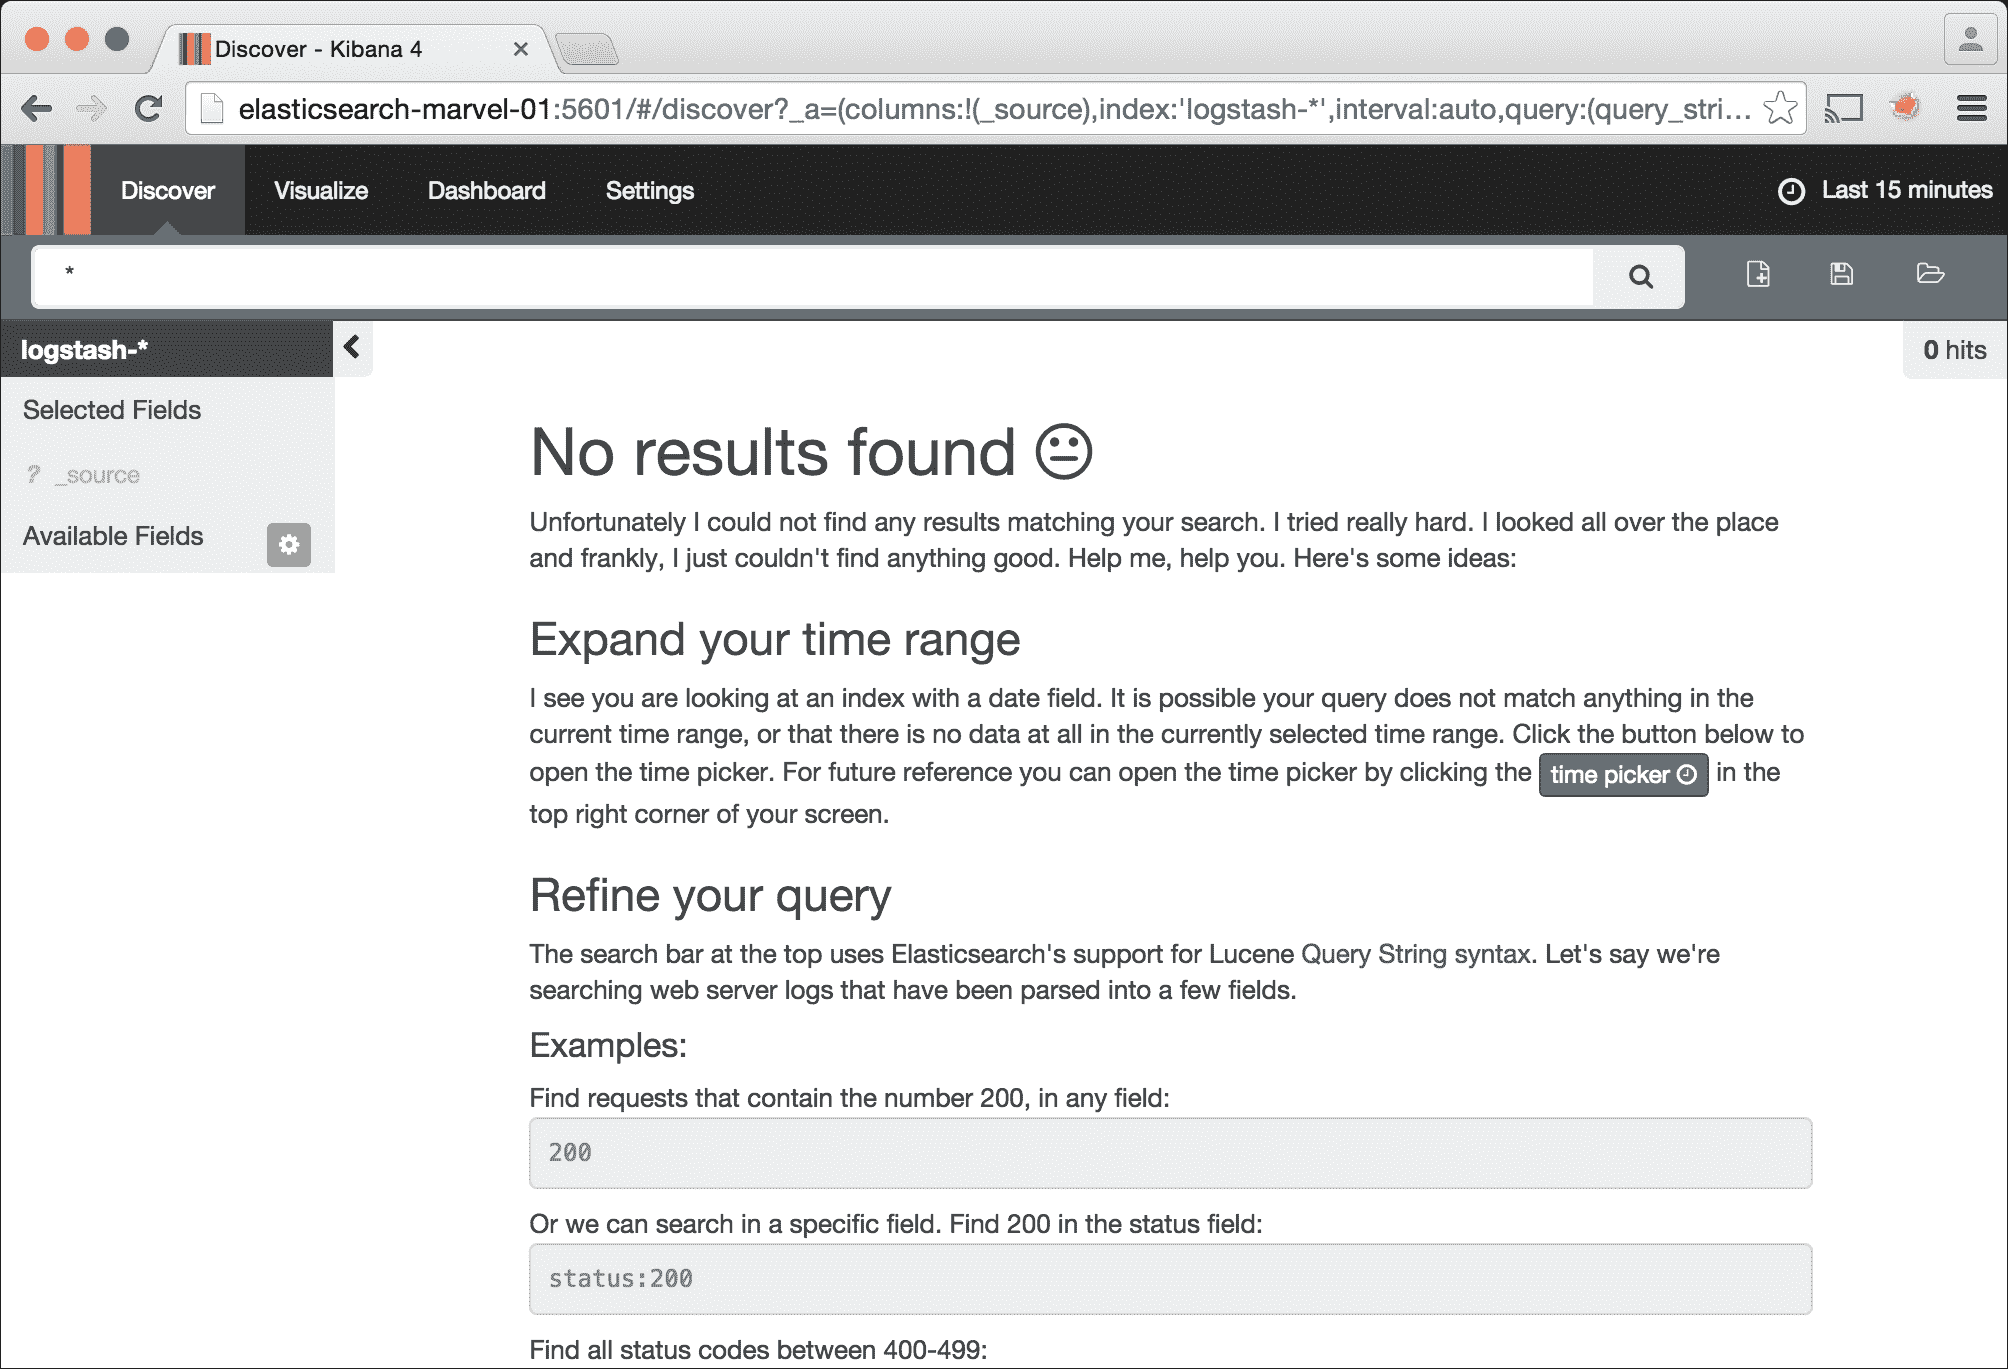 Discover - Kibana 4
elasticsearch-marvel-01:5601/#/discover?_a=(columns:!(_source),index:'logstash-*',interval:auto,query:(query_stri...
Discover Visualize Dashboard Settings Last 15 minutes
*
logstash-*
0 hits
Selected Fields
? _source
Available Fields
No results found
Unfortunately I could not find any results matching your search. I tried really hard. I looked all over the place
and frankly, I just couldn't find anything good. Help me, help you. Here's some ideas:
Expand your time range
I see you are looking at an index with a date field. It is possible your query does not match anything in the
current time range, or that there is no data at all in the currently selected time range. Click the button below to
open the time picker. For future reference you can open the time picker by clicking the time picker in the
top right corner of your screen.
Refine your query
The search bar at the top uses Elasticsearch's support for Lucene Query String syntax. Let's say we're
searching web server logs that have been parsed into a few fields.
Examples:
Find requests that contain the number 200, in any field:
200
Or we can search in a specific field. Find 200 in the status field:
status:200
Find all status codes between 400-499: